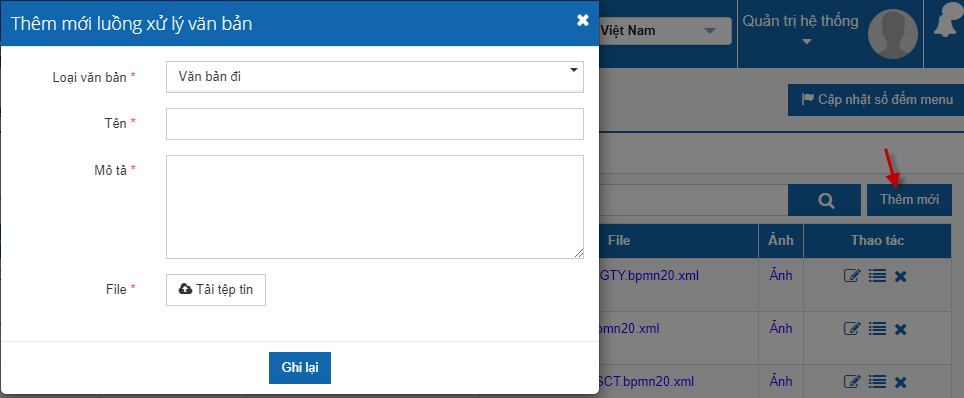 Thêm mới luồng xử lý văn bản
Việt Nam
Quản trị hệ thống
Cập nhật số đếm menu
Loại văn bản *
Văn bản đi
Tên *
Mô tả *
File *
Tải tệp tin
Ghi lại
Thêm mới
File
Ảnh
Thao tác
GTY.bpmn20.xml
Ảnh
pmn20.xml
Ảnh
SCT.bpmn20.xml
Ảnh